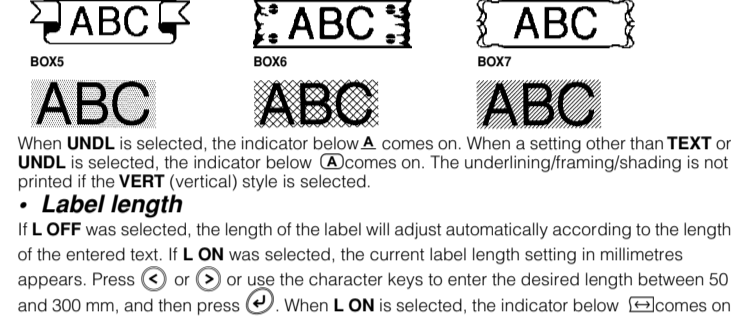 ABC ABC ABC
BOX5 BOX6 BOX7
ABC ABC ABC
When UNDL is selected, the indicator below A comes on. When a setting other than TEXT or
UNDL is selected, the indicator below A comes on. The underlining/framing/shading is not
printed if the VERT (vertical) style is selected.
• Label length
If L OFF was selected, the length of the label will adjust automatically according to the length
of the entered text. If L ON was selected, the current label length setting in millimetres
appears. Press < or > or use the character keys to enter the desired length between 50
and 300 mm, and then press ↵. When L ON is selected, the indicator below ↔ comes on